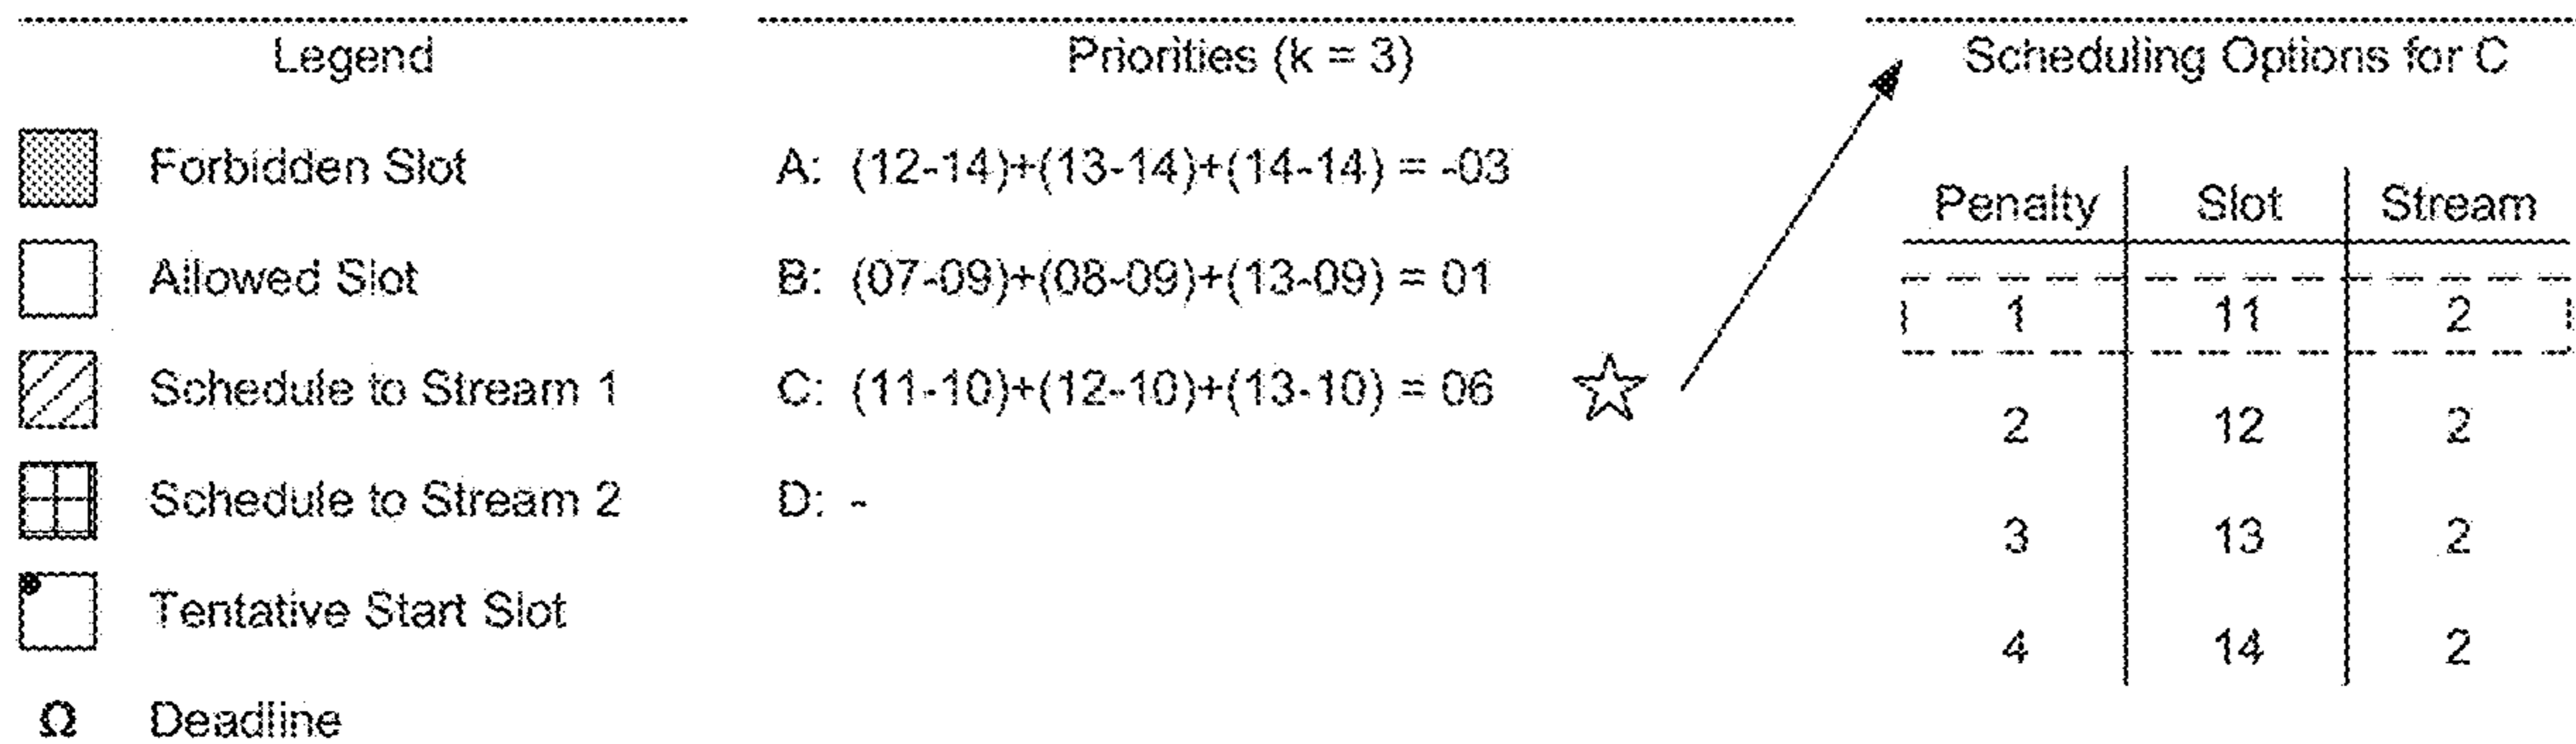 Legend
Forbidden Slot
Allowed Slot
Schedule to Stream 1
Schedule to Stream 2
Tentative Start Slot
Ω Deadline
Priorities (k = 3)
A: (12-14)+(13-14)+(14-14) = -03
B: (07-09)+(08-09)+(13-09) = 01
C: (11-10)+(12-10)+(13-10) = 06
D: -
Scheduling Options for C
Penalty Slot Stream
1 11 2
2 12 2
3 13 2
4 14 2